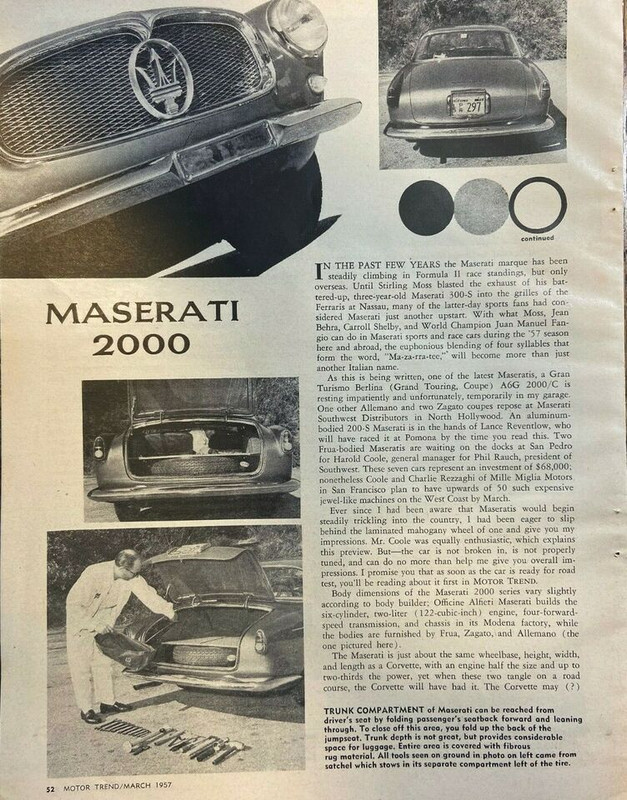 297
continued
MASERATI
2000
IN THE PAST FEW YEARS the Maserati marque has been
steadily climbing in Formula II race standings, but only
overseas. Until Stirling Moss blasted the exhaust of his bat-
tered-up, three-year-old Maserati 300-S into the grilles of the
Ferraris at Nassau, many of the latter-day sports fans had con-
sidered Maserati just another upstart. With what Moss, Jean
Behra, Carroll Shelby, and World Champion Juan Manuel Fan-
gio can do in Maserati sports and race cars during the '57 season
here and abroad, the euphonious blending of four syllables that
form the word, "Ma-za-rra-tee," will become more than just
another Italian name.
As this is being written, one of the latest Maseratis, a Gran
Turismo Berlina (Grand Touring, Coupe) A6G 2000/C is
resting impatiently and unfortunately, temporarily in my garage.
One other Allemano and two Zagato coupes repose at Maserati
Southwest Distributors in North Hollywood. An aluminum-
bodied 200-S Maserati is in the hands of Lance Reventlow, who
will have raced it at Pomona by the time you read this. Two
Frua-bodied Maseratis are waiting on the docks at San Pedro
for Harold Coole, general manager for Phil Rauch, president of
Southwest. These seven cars represent an investment of $68,000;
nonetheless Coole and Charlie Rezzaghi of Mille Miglia Motors
in San Francisco plan to have upwards of 50 such expensive
jewel-like machines on the West Coast by March.
Ever since I had been aware that Maseratis would begin
steadily trickling into the country, I had been eager to slip
behind the laminated mahogany wheel of one and give you my
impressions. Mr. Coole was equally enthusiastic, which explains
this preview. But—the car is not broken in, is not properly
tuned, and can do no more than help me give you overall im-
pressions. I promise you that as soon as the car is ready for road
test, you'll be reading about it first in MOTOR TREND.
Body dimensions of the Maserati 2000 series vary slightly
according to body builder; Officine Alfieri Maserati builds the
six-cylinder, two-liter (122-cubic-inch) engine, four-forward-
speed transmission, and chassis in its Modena factory, while
the bodies are furnished by Frua, Zagato, and Allemano (the
one pictured here).
The Maserati is just about the same wheelbase, height, width,
and length as a Corvette, with an engine half the size and up to
two-thirds the power, yet when these two tangle on a road
course, the Corvette will have had it. The Corvette may (?)
TRUNK COMPARTMENT of Maserati can be reached from
driver's seat by folding passenger's seatback forward and leaning
through. To close off this area, you fold up the back of the
jumpseat. Trunk depth is not great, but provides considerable
space for luggage. Entire area is covered with fibrous
rug material. All tools seen on ground in photo on left came from
satchel which stows in its separate compartment left of the tire.
52 MOTOR TREND/MARCH 1957